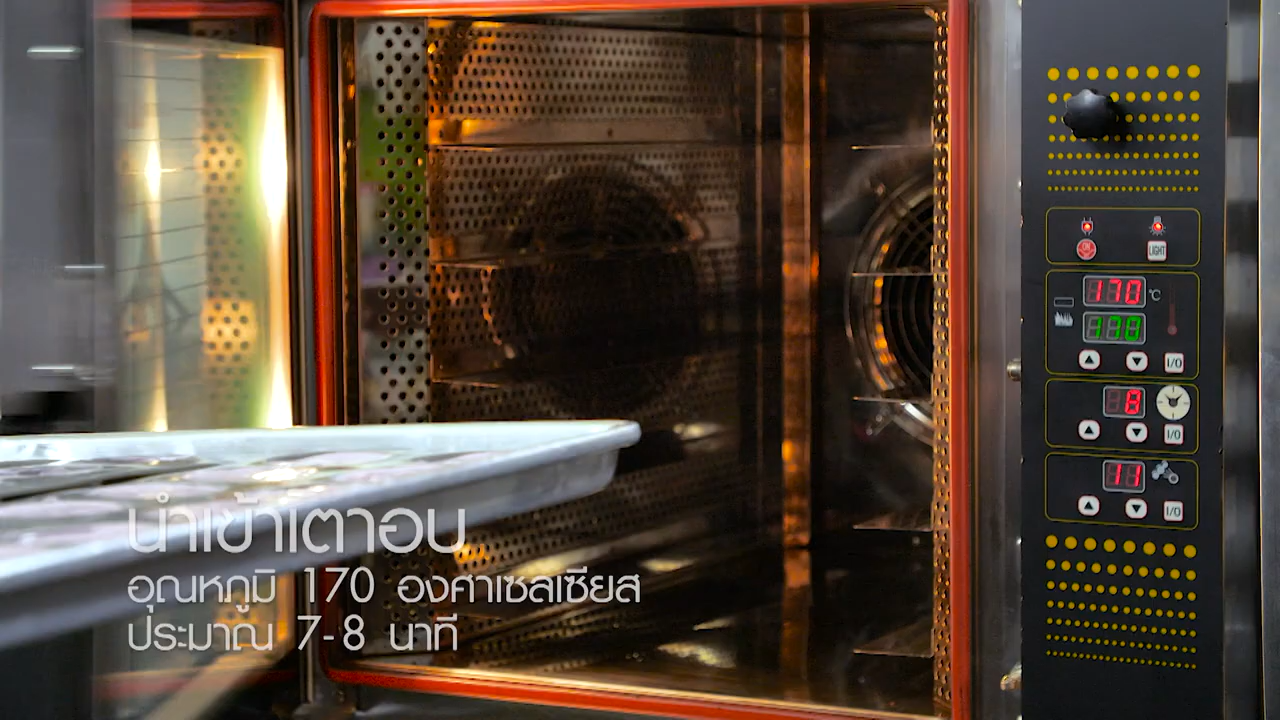 ON
LIGHT
170 °C
170
I/O
8
I/O
11
I/O
นำเข้าเตาอบ
อุณหภูมิ 170 องศาเซลเซียส
ประมาณ 7-8 นาที